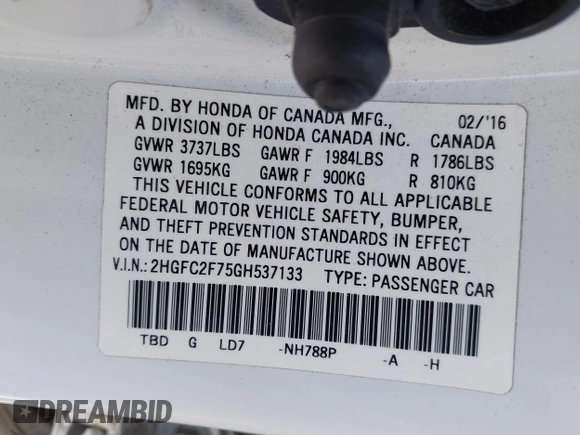 MFD. BY HONDA OF CANADA MFG., 02/'16
A DIVISION OF HONDA CANADA INC. CANADA
GVWR 3737LBS GAWR F 1984LBS R 1786LBS
GVWR 1695KG GAWR F 900KG R 810KG
THIS VEHICLE CONFORMS TO ALL APPLICABLE
FEDERAL MOTOR VEHICLE SAFETY, BUMPER,
AND THEFT PREVENTION STANDARDS IN EFFECT
ON THE DATE OF MANUFACTURE SHOWN ABOVE.
V.I.N.: 2HGFC2F75GH537133 TYPE: PASSENGER CAR
TBD G LD7 -NH788P -A -H
DREAMBID